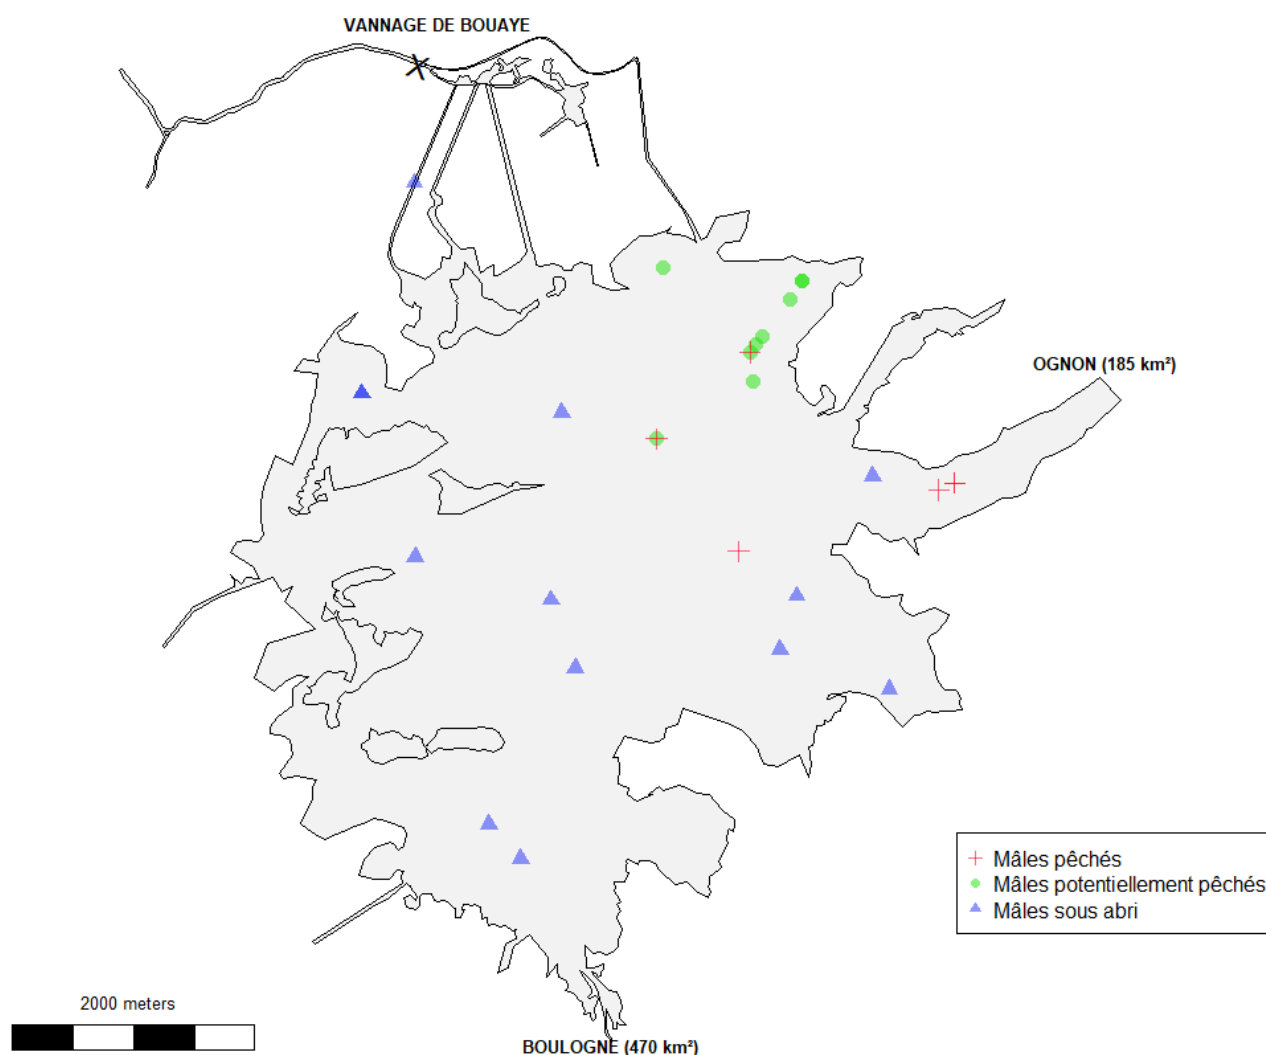 VANNAGE DE BOUAYE
OGNON (185 km²)
Mâles pêchés
Mâles potentiellement pêchés
Mâles sous abri
2000 meters
BOULOGNE (470 km²)